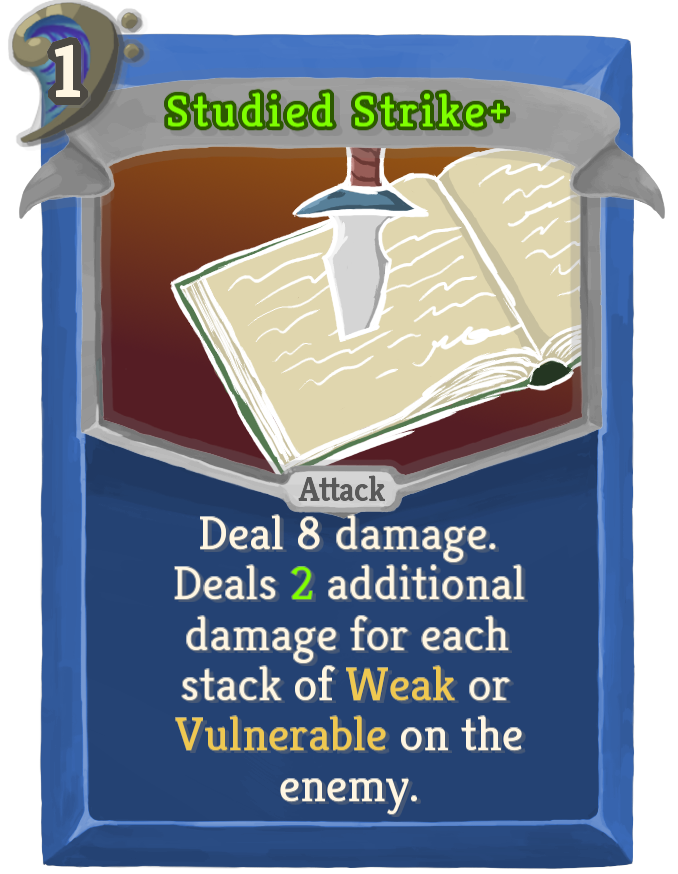 1
Studied Strike+
Attack
Deal 8 damage.
Deals 2 additional
damage for each
stack of Weak or
Vulnerable on the
enemy.